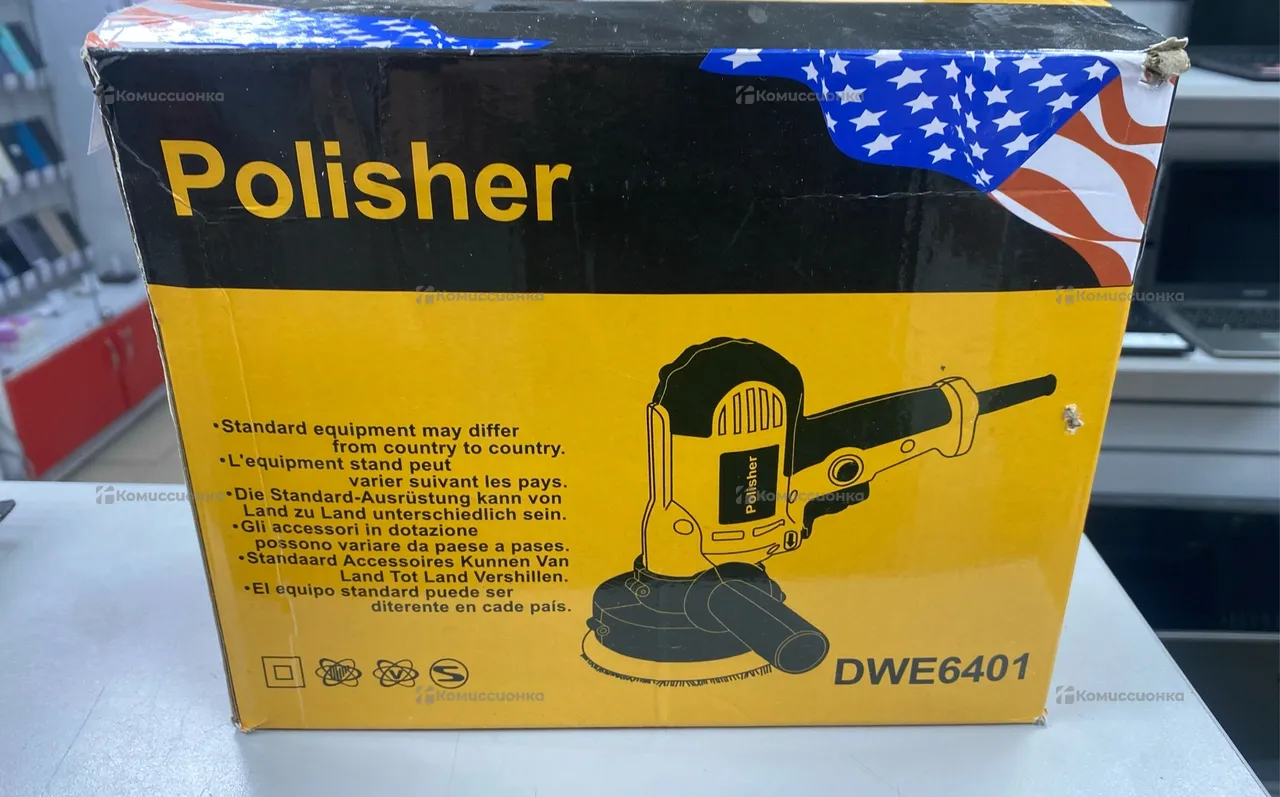 Polisher
•Standard equipment may differ
from country to country.
•L'equipment stand peut
varier suivant les pays.
•Die Standard-Ausrüstung kann von
Land zu Land unterschiedlich sein.
•Gli accessori in dotazione
possono variare da paese a pases.
•Standaard Accessoires Kunnen Van
Land Tot Land Vershillen.
•El equipo standard puede ser
diterente en cade país.
Polisher
DWE6401
Комиссионка
Комиссионка
Комиссионка
Комиссионка
Комиссионка
Комиссионка
Комиссионка
Комиссионка